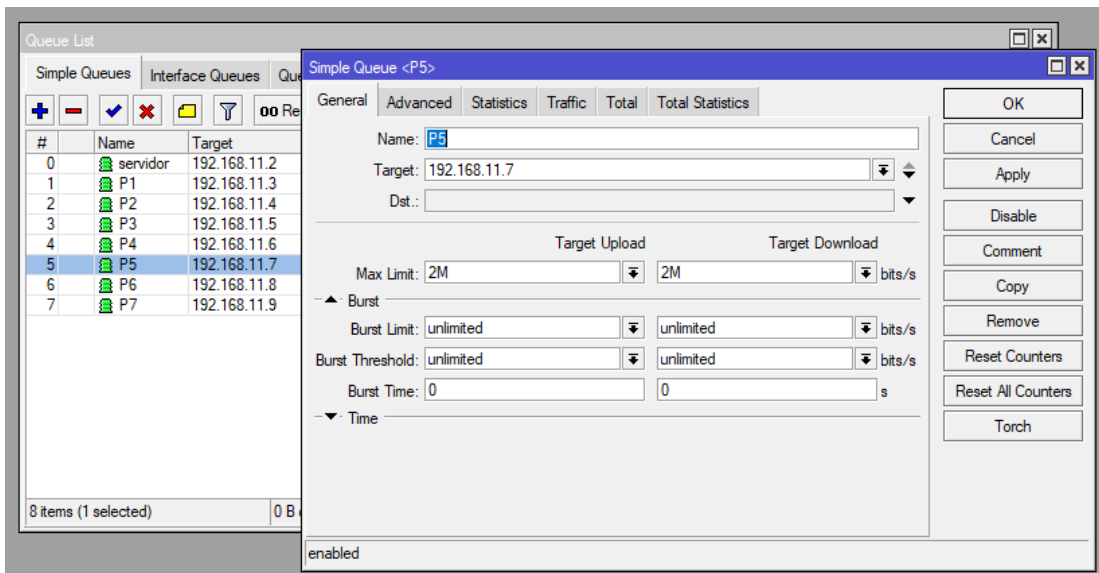 Queue List
Simple Queues Interface Queues Que
00 Re
# Name Target
0 servidor 192.168.11.2
1 P1 192.168.11.3
2 P2 192.168.11.4
3 P3 192.168.11.5
4 P4 192.168.11.6
5 P5 192.168.11.7
6 P6 192.168.11.8
7 P7 192.168.11.9
8 items (1 selected) 0 B
Simple Queue <P5>
General Advanced Statistics Traffic Total Total Statistics
Name: P5
Target: 192.168.11.7
Dst.:
Target Upload Target Download
Max Limit: 2M 2M bits/s
Burst
Burst Limit: unlimited unlimited bits/s
Burst Threshold: unlimited unlimited bits/s
Burst Time: 0 0 s
Time
enabled
OK
Cancel
Apply
Disable
Comment
Copy
Remove
Reset Counters
Reset All Counters
Torch